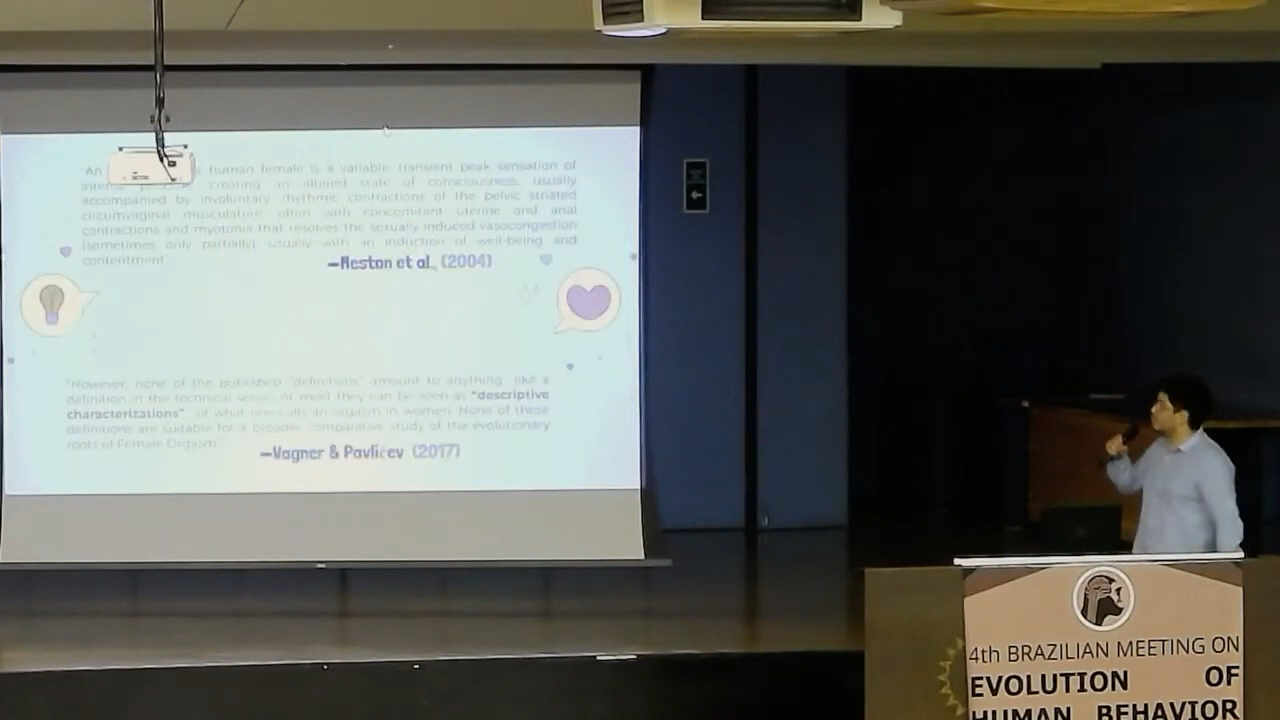 "An human female is a variable, transient peak sensation of
intense creating an altered state of consciousness, usually
accompanied by involuntary rhythmic contractions of the pelvic striated
circumvaginal musculature often with concomitant uterine and anal
contractions and myotonia that resolves the sexually induced vasocongestion
(sometimes only partially) usually with an induction of well-being and
contentment"
—Meston et al., (2004)
"However, none of the published "definitions" amount to anything like a
definition in the technical sense. At most they can be seen as "descriptive
characterizations" of what one calls an orgasm in women. None of these
definitions are suitable for a broader comparative study of the evolutionary
roots of Female Orgasm."
—Wagner & Pavlicev (2017)
4th BRAZILIAN MEETING ON
EVOLUTION OF
HUMAN BEHAVIOR